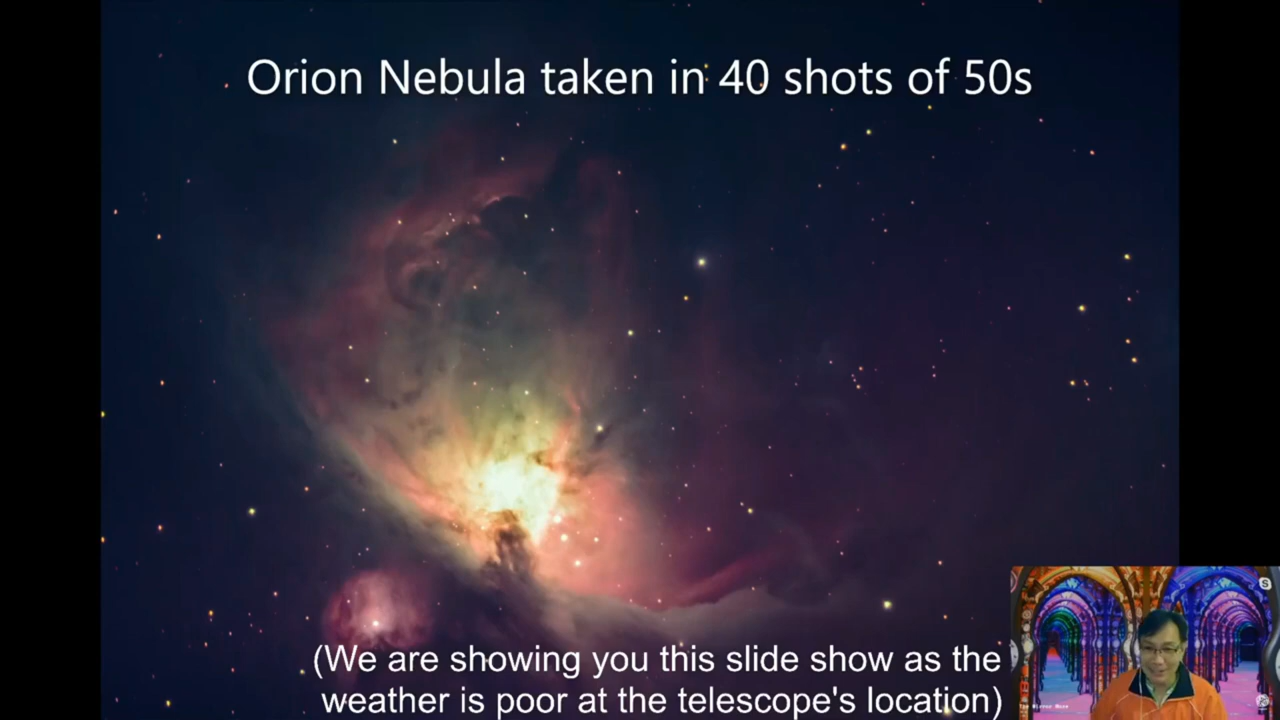 Orion Nebula taken in 40 shots of 50s
(We are showing you this slide show as the
weather is poor at the telescope's location)
S